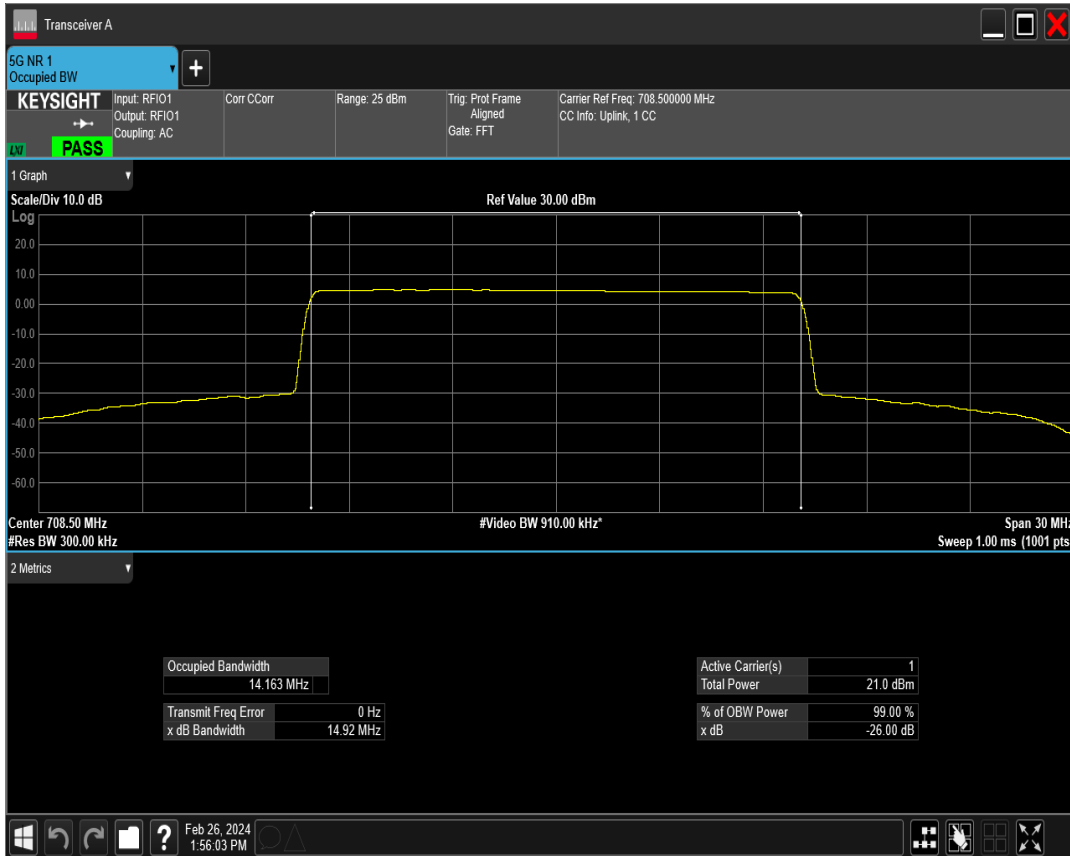 Transceiver A
5G NR 1
Occupied BW
+
KEYSIGHT
LXI
PASS
Input: RFIO1
Output: RFIO1
Coupling: AC
Corr CCorr
Range: 25 dBm
Trig: Prot Frame
Aligned
Gate: FFT
Carrier Ref Freq: 708.500000 MHz
CC Info: Uplink, 1 CC
1 Graph
Scale/Div 10.0 dB
Ref Value 30.00 dBm
Log
20.0
10.0
0.00
-10.0
-20.0
-30.0
-40.0
-50.0
-60.0
Center 708.50 MHz
#Video BW 910.00 kHz*
Span 30 MHz
#Res BW 300.00 kHz
Sweep 1.00 ms (1001 pts
2 Metrics
Occupied Bandwidth
14.163 MHz
Transmit Freq Error 0 Hz
x dB Bandwidth 14.92 MHz
Active Carrier(s) 1
Total Power 21.0 dBm
% of OBW Power 99.00 %
x dB -26.00 dB
?
Feb 26, 2024
1:56:03 PM